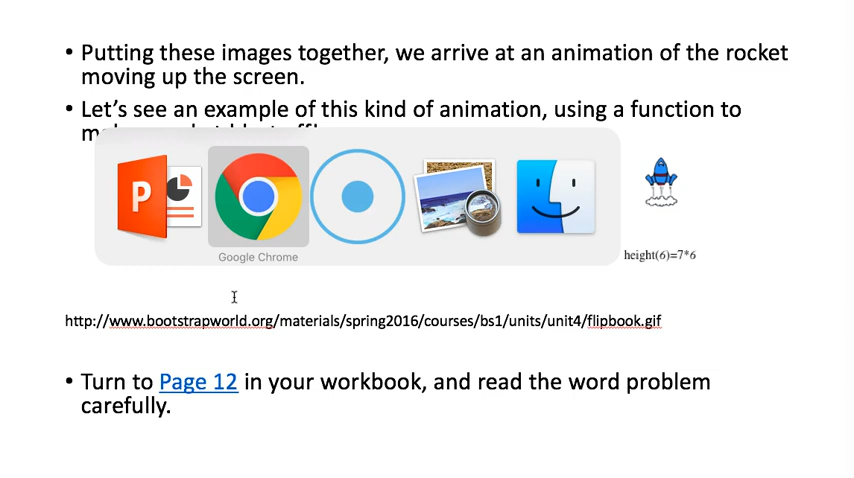 • Putting these images together, we arrive at an animation of the rocket
moving up the screen.
• Let's see an example of this kind of animation, using a function to
P
Google Chrome
height(6)=7*6
http://www.bootstrapworld.org/materials/spring2016/courses/bs1/units/unit4/flipbook.gif
• Turn to Page 12 in your workbook, and read the word problem
carefully.